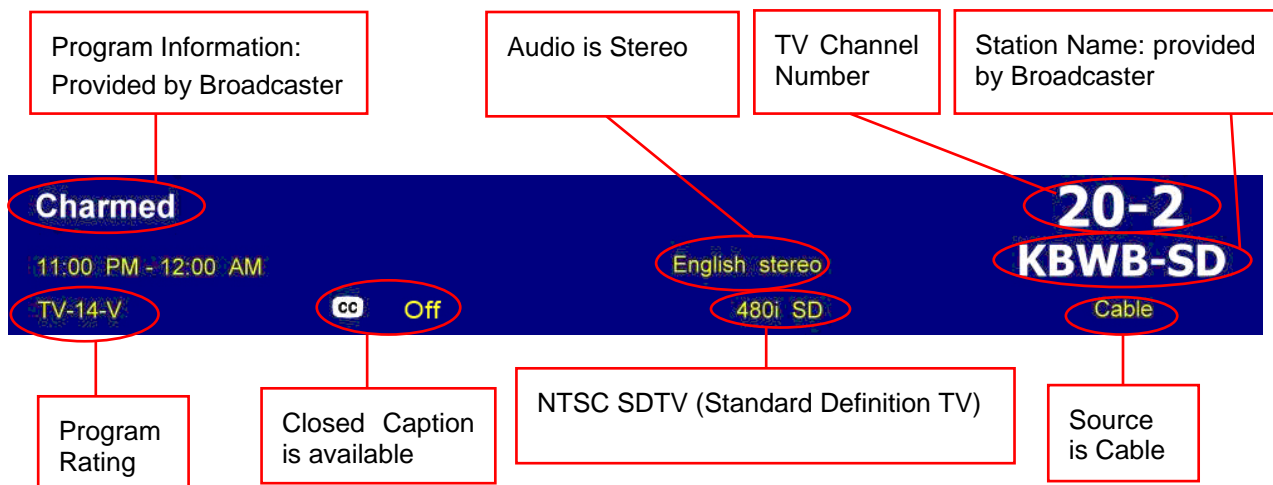 Program Information:
Provided by Broadcaster
Audio is Stereo
TV Channel
Number
Station Name: provided
by Broadcaster
Charmed
20-2
11:00 PM - 12:00 AM
English stereo
KBWB-SD
TV-14-V
CC Off
480i SD
Cable
Program
Rating
Closed Caption
is available
NTSC SDTV (Standard Definition TV)
Source
is Cable